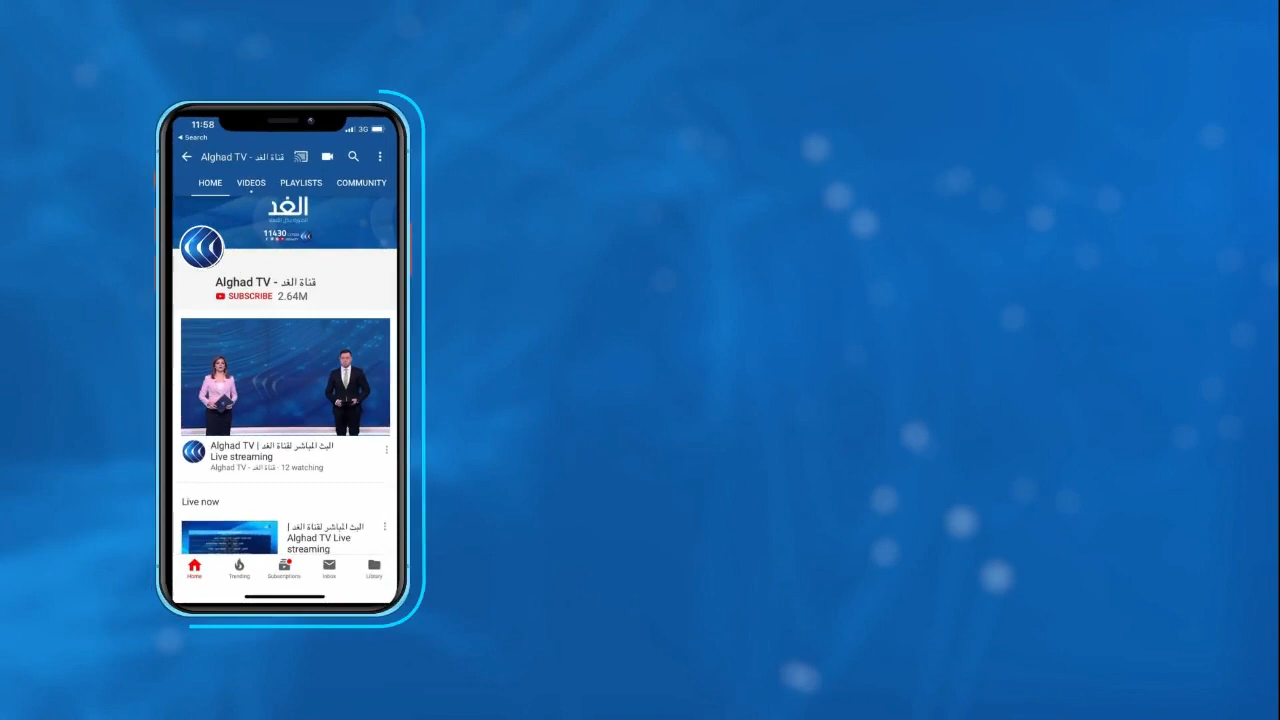 11:58
3G
Search
Alghad TV - قناة الغد
HOME VIDEOS PLAYLISTS COMMUNITY
الغد
11430
Alghad TV - قناة الغد
SUBSCRIBE 2.64M
Alghad TV | البث المباشر لقناة الغد
Live streaming
Alghad TV - قناة الغد · 12 watching
Live now
البث المباشر لقناة الغد |
Alghad TV Live
streaming
Home Trending Subscriptions Inbox Library